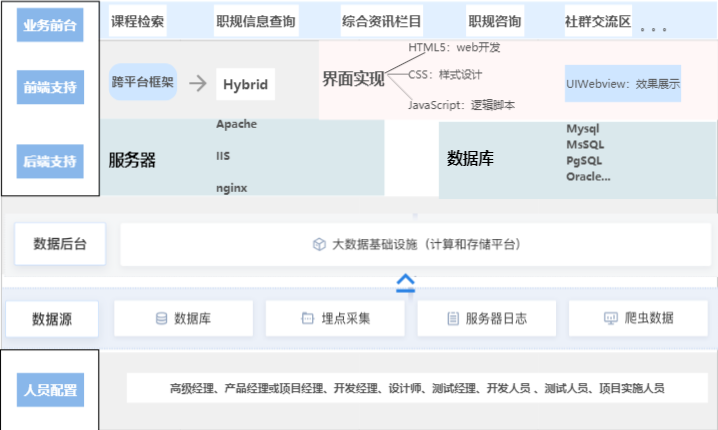 业务前台
课程检索
职规信息查询
综合资讯栏目
职规咨询
社群交流区
。。。
前端支持
跨平台框架
Hybrid
界面实现
HTML5：web开发
CSS：样式设计
JavaScript：逻辑脚本
UIWebview：效果展示
后端支持
服务器
Apache
IIS
nginx
数据库
Mysql
MsSQL
PgSQL
Oracle...
数据后台
大数据基础设施（计算和存储平台）
数据源
数据库
埋点采集
服务器日志
爬虫数据
人员配置
高级经理、产品经理或项目经理、开发经理、设计师、测试经理、开发人员 、测试人员、项目实施人员